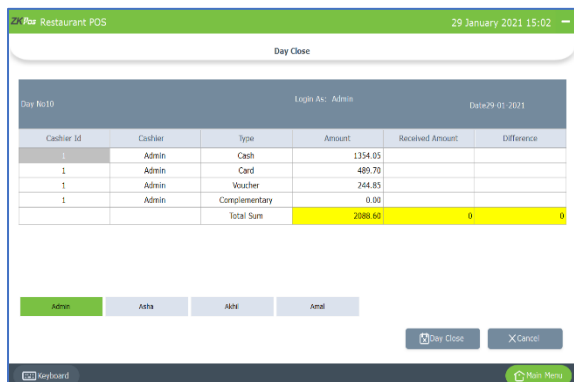 ZKPos Restaurant POS 29 January 2021 15:02
Day Close
Day No10 Login As: Admin Date29-01-2021
Cashier Id Cashier Type Amount Received Amount Difference
1 Admin Cash 1354.05
1 Admin Card 489.70
1 Admin Voucher 244.85
1 Admin Complementary 0.00
Total Sum 2088.60 0 0
Admin Asha Akhil Amal
Day Close Cancel
Keyboard Main Menu